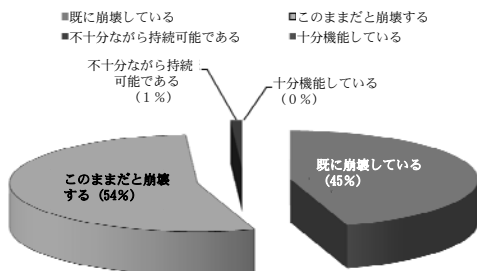 ■既に崩壊している
■このままだと崩壊する
■不十分ながら持続可能である
■十分機能している
不十分ながら持続
可能である
(1%)
十分機能している
(0%)
このままだと崩壊
する (54%)
既に崩壊している
(45%)